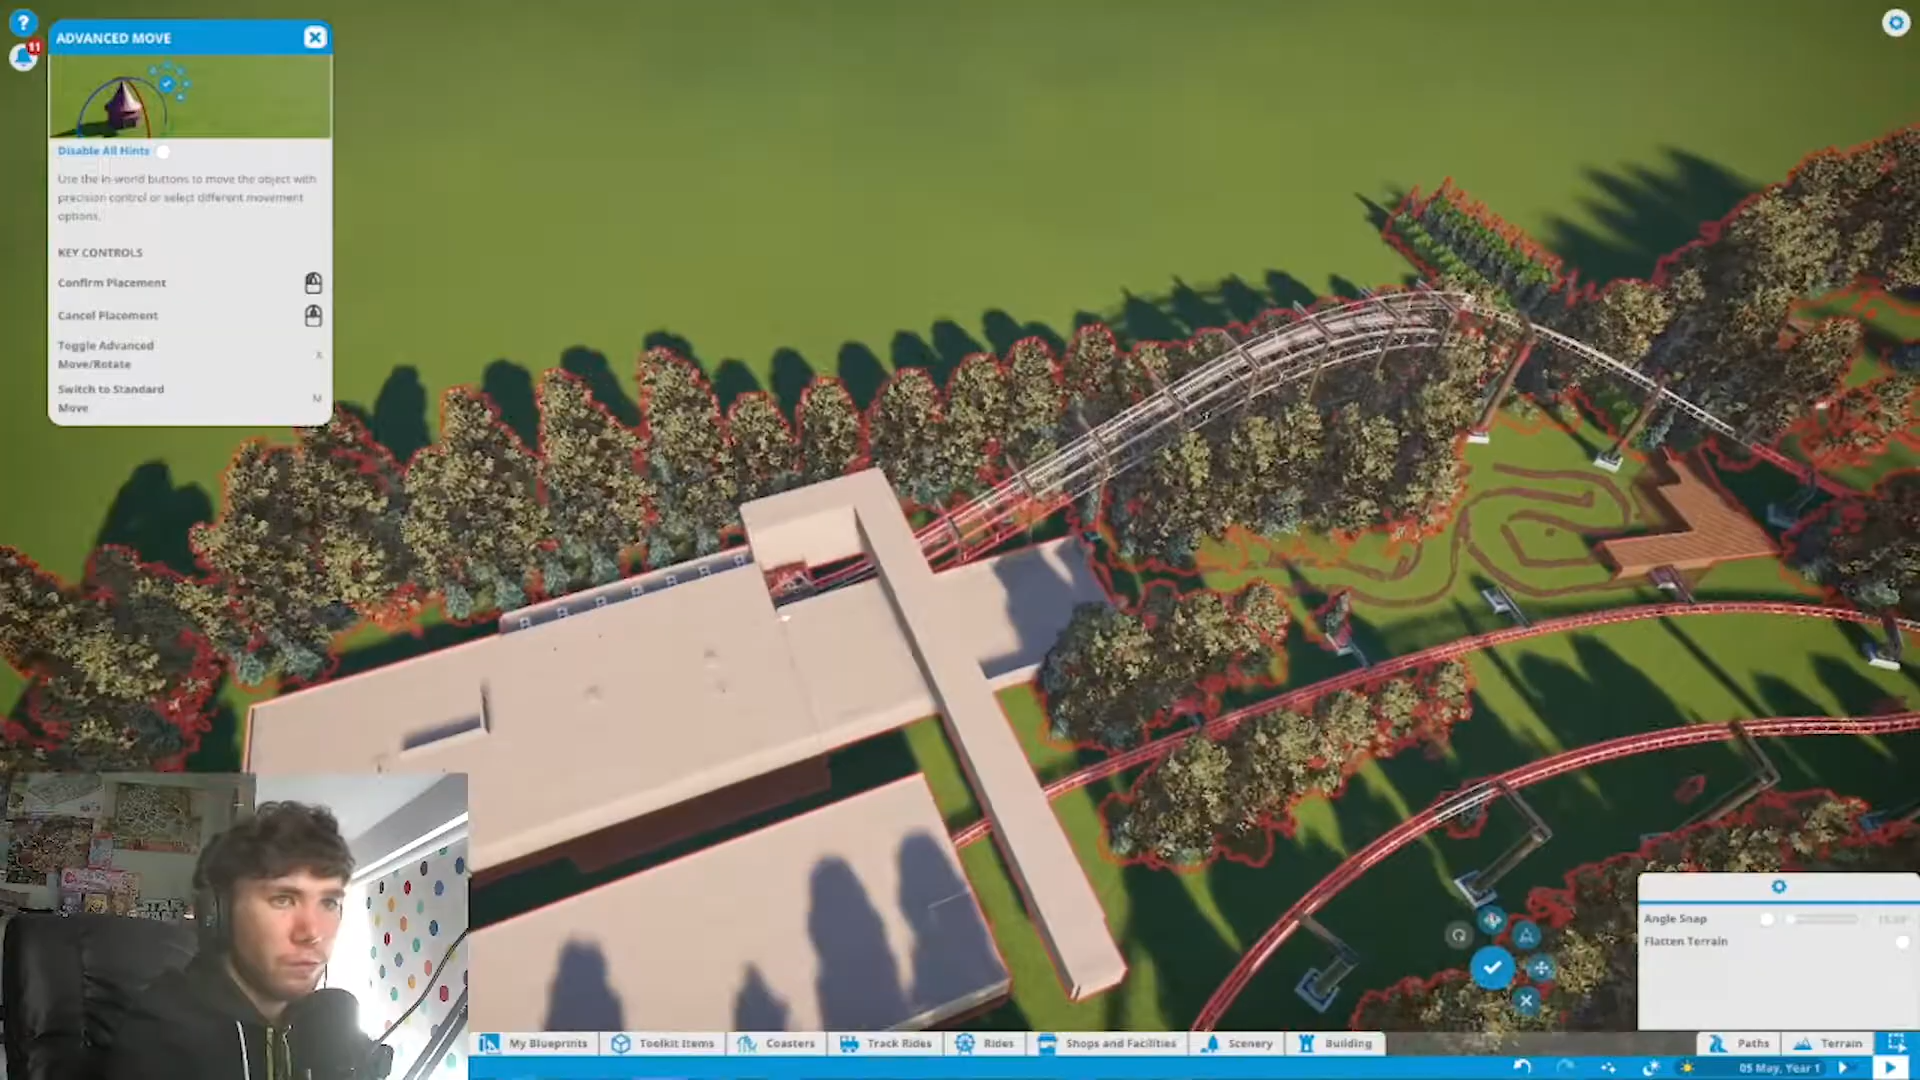 ?
11
ADVANCED MOVE
Disable All Hints
Use the in-world buttons to move the object with
precision control or select different movement
options.
KEY CONTROLS
Confirm Placement
Cancel Placement
Toggle Advanced
Move/Rotate
X
Switch to Standard
Move
M
Angle Snap
Flatten Terrain
My Blueprints
Toolkit Items
Coasters
Track Rides
Rides
Shops and Facilities
Scenery
Building
Paths
Terrain
05 May, Year 1